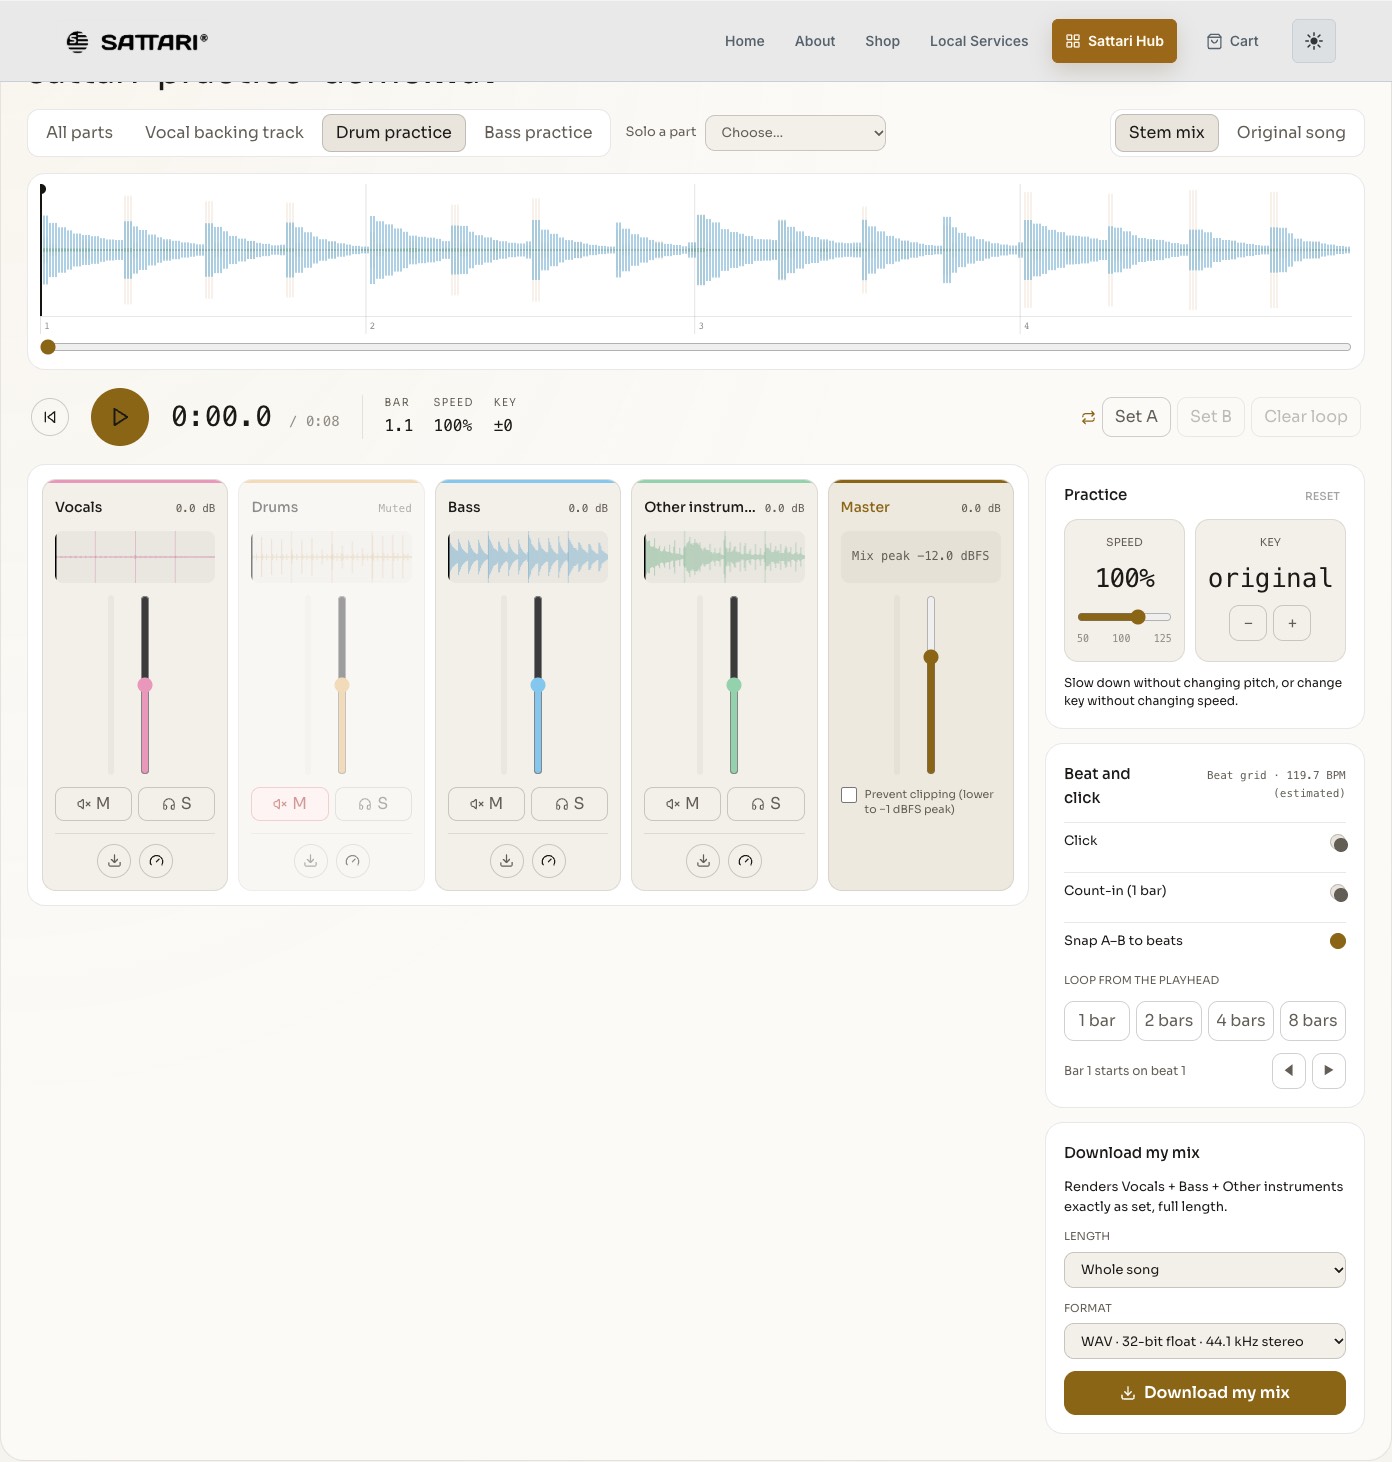 SATTARI®
Home
About
Shop
Local Services
Sattari Hub
Cart
All parts
Vocal backing track
Drum practice
Bass practice
Solo a part
Choose...
Stem mix
Original song
1
2
3
4
0:00.0
/ 0:08
BAR
SPEED
KEY
1.1
100%
±0
Set A
Set B
Clear loop
Vocals
0.0 dB
M
S
Drums
Muted
M
S
Bass
0.0 dB
M
S
Other instrum...
0.0 dB
M
S
Master
0.0 dB
Mix peak −12.0 dBFS
Prevent clipping (lower
to −1 dBFS peak)
Practice
RESET
SPEED
100%
50
100
125
KEY
original
−
+
Slow down without changing pitch, or change
key without changing speed.
Beat and
click
Beat grid · 119.7 BPM
(estimated)
Click
Count-in (1 bar)
Snap A–B to beats
LOOP FROM THE PLAYHEAD
1 bar
2 bars
4 bars
8 bars
Bar 1 starts on beat 1
Download my mix
Renders Vocals + Bass + Other instruments
exactly as set, full length.
LENGTH
Whole song
FORMAT
WAV · 32-bit float · 44.1 kHz stereo
Download my mix